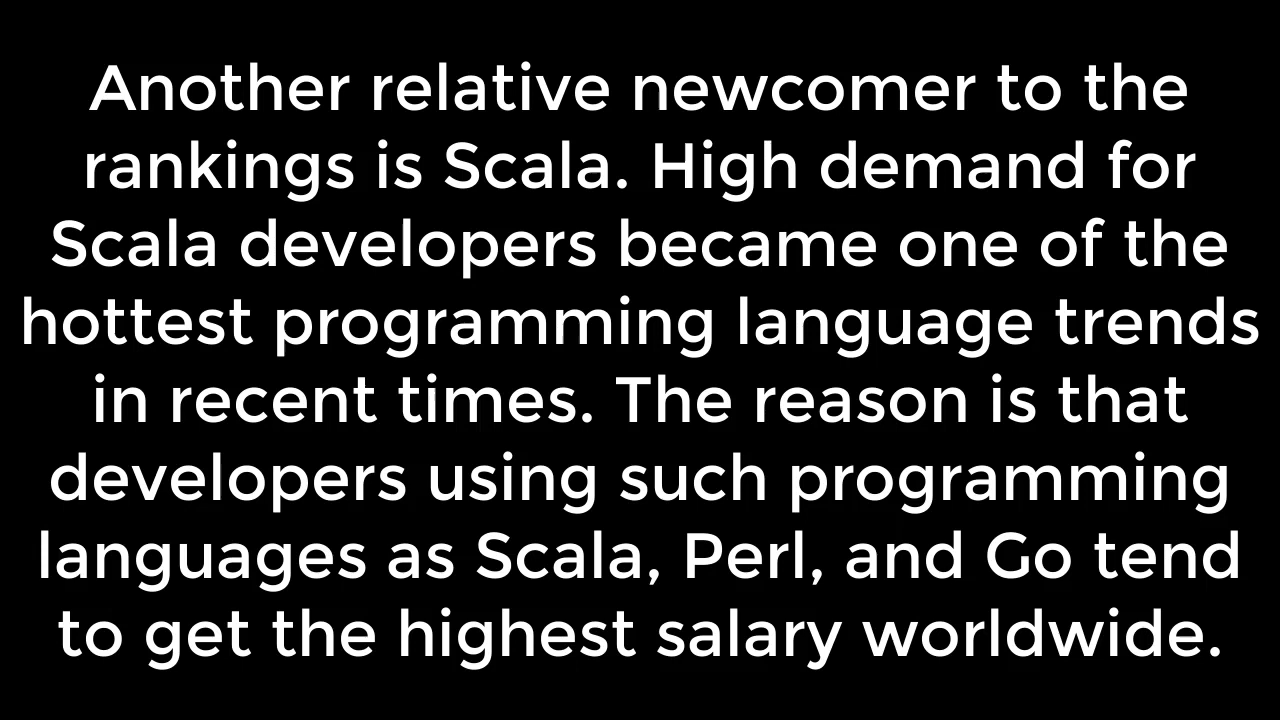 Another relative newcomer to the
rankings is Scala. High demand for
Scala developers became one of the
hottest programming language trends
in recent times. The reason is that
developers using such programming
languages as Scala, Perl, and Go tend
to get the highest salary worldwide.